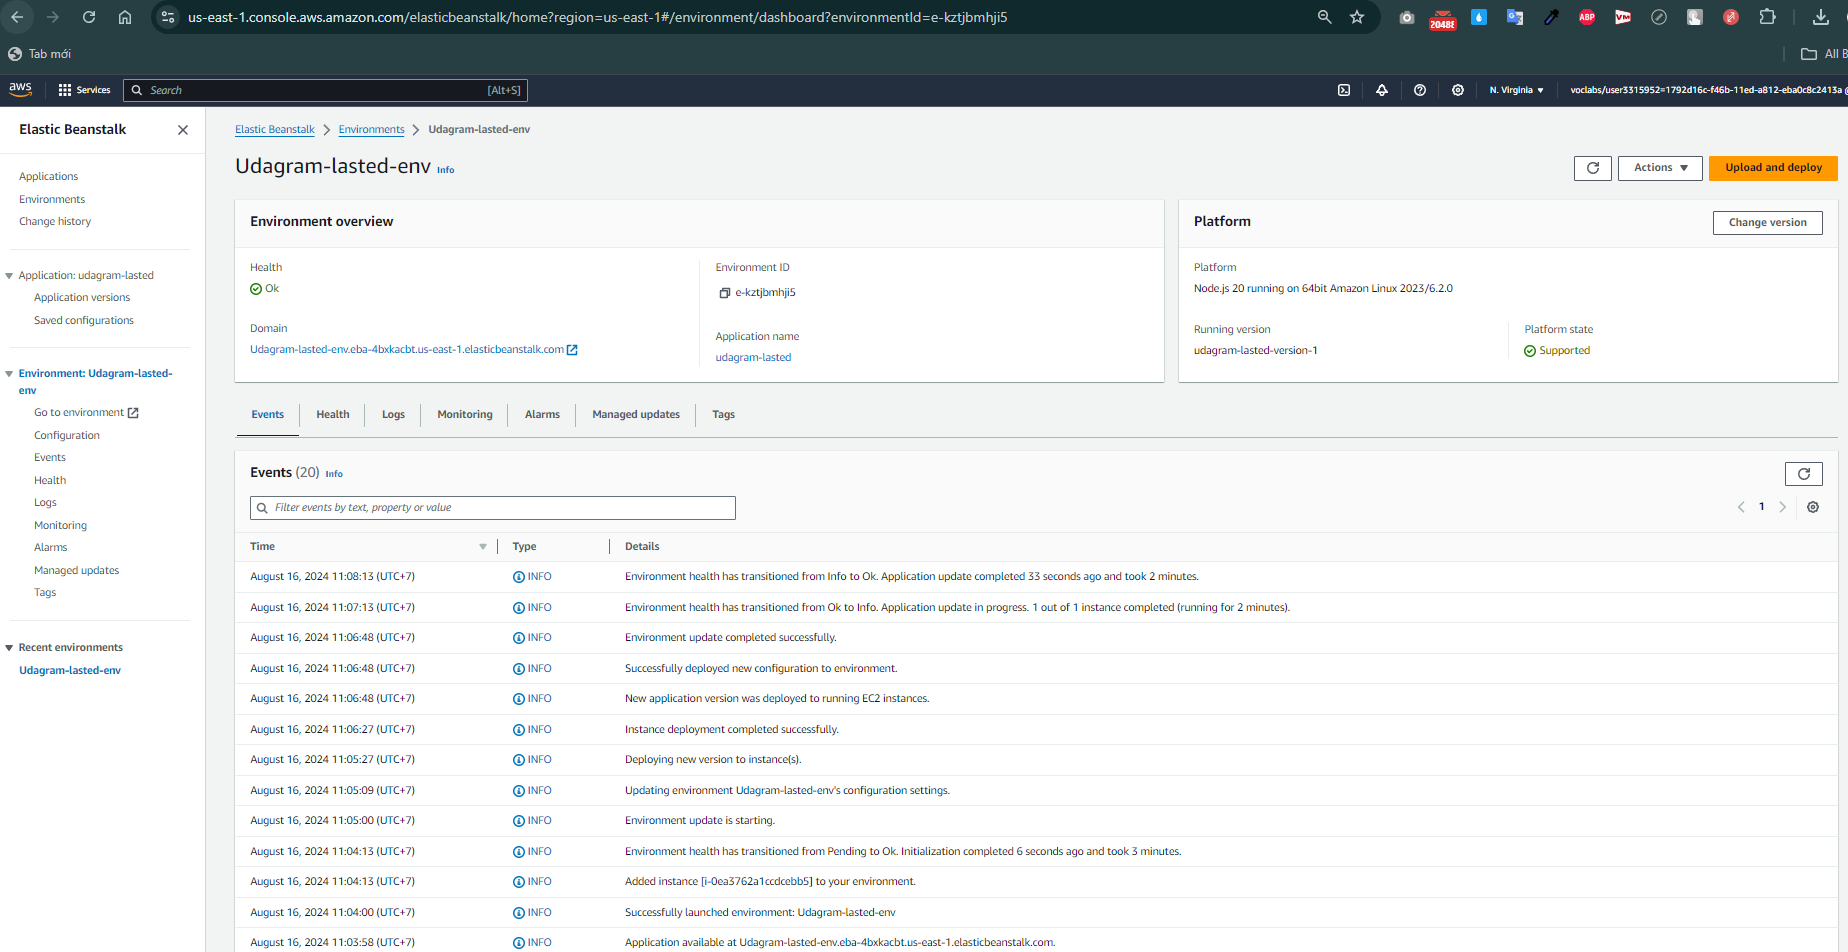 us-east-1.console.aws.amazon.com/elasticbeanstalk/home?region=us-east-1#/environment/dashboard?environmentId=e-kztjbmhji5
20488
ABP
Tab mới
All B
aws
Services
Search
[Alt+S]
N. Virginia
voclabs/user3315952=1792d16c-f46b-11ed-a812-eba0c8c2413a @
Elastic Beanstalk
Applications
Environments
Change history
Application: udagram-lasted
Application versions
Saved configurations
Environment: Udagram-lasted-
env
Go to environment
Configuration
Events
Health
Logs
Monitoring
Alarms
Managed updates
Tags
Recent environments
Udagram-lasted-env
Elastic Beanstalk > Environments > Udagram-lasted-env
Udagram-lasted-env Info
Actions
Upload and deploy
Environment overview
Health
Ok
Domain
Udagram-lasted-env.eba-4bxkacbt.us-east-1.elasticbeanstalk.com
Environment ID
e-kztjbmhji5
Application name
udagram-lasted
Platform
Change version
Platform
Node.js 20 running on 64bit Amazon Linux 2023/6.2.0
Running version
udagram-lasted-version-1
Platform state
Supported
Events Health Logs Monitoring Alarms Managed updates Tags
Events (20) Info
Filter events by text, property or value
1
Time Type Details
August 16, 2024 11:08:13 (UTC+7) INFO Environment health has transitioned from Info to Ok. Application update completed 33 seconds ago and took 2 minutes.
August 16, 2024 11:07:13 (UTC+7) INFO Environment health has transitioned from Ok to Info. Application update in progress. 1 out of 1 instance completed (running for 2 minutes).
August 16, 2024 11:06:48 (UTC+7) INFO Environment update completed successfully.
August 16, 2024 11:06:48 (UTC+7) INFO Successfully deployed new configuration to environment.
August 16, 2024 11:06:48 (UTC+7) INFO New application version was deployed to running EC2 instances.
August 16, 2024 11:06:27 (UTC+7) INFO Instance deployment completed successfully.
August 16, 2024 11:05:27 (UTC+7) INFO Deploying new version to instance(s).
August 16, 2024 11:05:09 (UTC+7) INFO Updating environment Udagram-lasted-env's configuration settings.
August 16, 2024 11:05:00 (UTC+7) INFO Environment update is starting.
August 16, 2024 11:04:13 (UTC+7) INFO Environment health has transitioned from Pending to Ok. Initialization completed 6 seconds ago and took 3 minutes.
August 16, 2024 11:04:13 (UTC+7) INFO Added instance [i-0ea3762a1ccdcebb5] to your environment.
August 16, 2024 11:04:00 (UTC+7) INFO Successfully launched environment: Udagram-lasted-env
August 16, 2024 11:03:58 (UTC+7) INFO Application available at Udagram-lasted-env.eba-4bxkacbt.us-east-1.elasticbeanstalk.com.